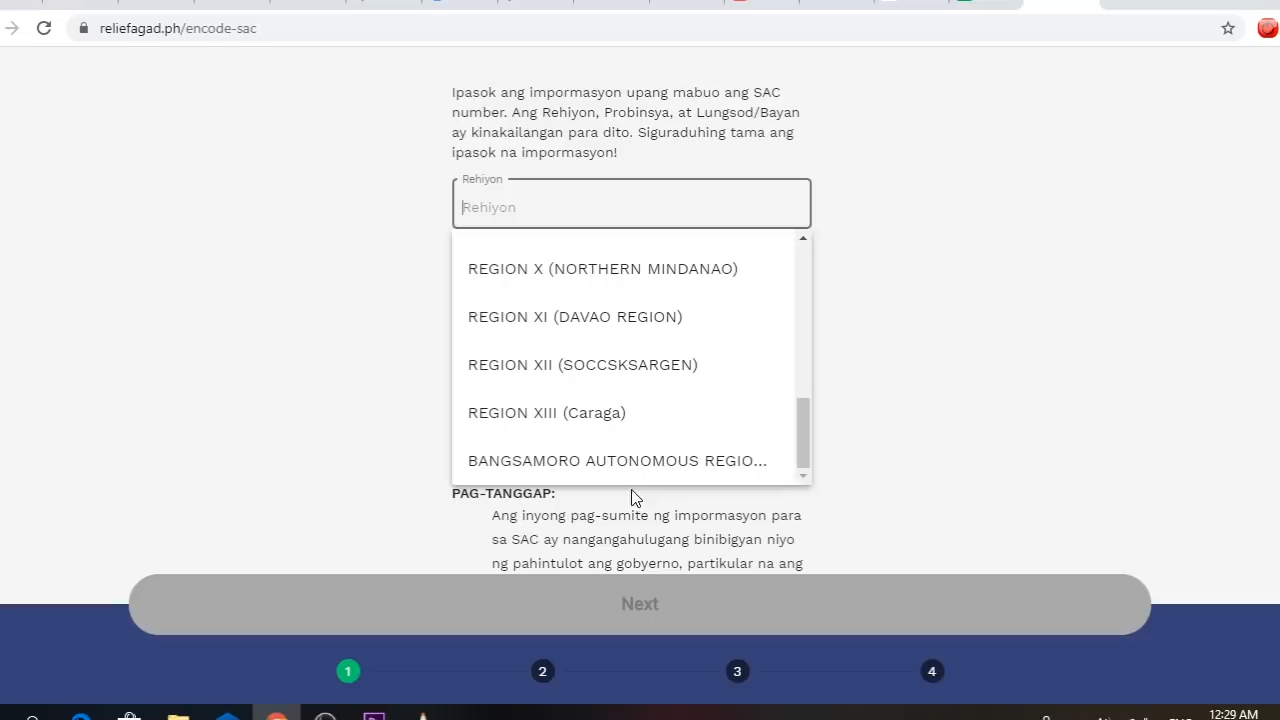 reliefagad.ph/encode-sac
Ipasok ang impormasyon upang mabuo ang SAC
number. Ang Rehiyon, Probinsya, at Lungsod/Bayan
ay kinakailangan para dito. Siguraduhing tama ang
ipasok na impormasyon!
Rehiyon
Rehiyon
REGION X (NORTHERN MINDANAO)
REGION XI (DAVAO REGION)
REGION XII (SOCCSKSARGEN)
REGION XIII (Caraga)
BANGSAMORO AUTONOMOUS REGIO...
PAG-TANGGAP:
Ang inyong pag-sumite ng impormasyon para
sa SAC ay nangangahulugang binibigyan niyo
ng pahintulot ang gobyerno, partikular na ang
Next
1 2 3 4
12:29 AM